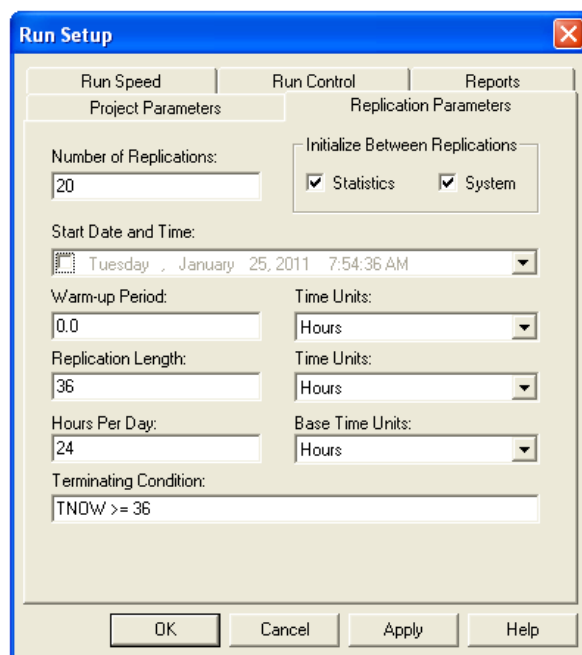 Run Setup
Run Speed Run Control Reports
Project Parameters Replication Parameters
Number of Replications:
20
Initialize Between Replications
Statistics System
Start Date and Time:
Tuesday , January 25, 2011 7:54:36 AM
Warm-up Period: Time Units:
0.0 Hours
Replication Length: Time Units:
36 Hours
Hours Per Day: Base Time Units:
24 Hours
Terminating Condition:
TNOW >= 36
OK Cancel Apply Help